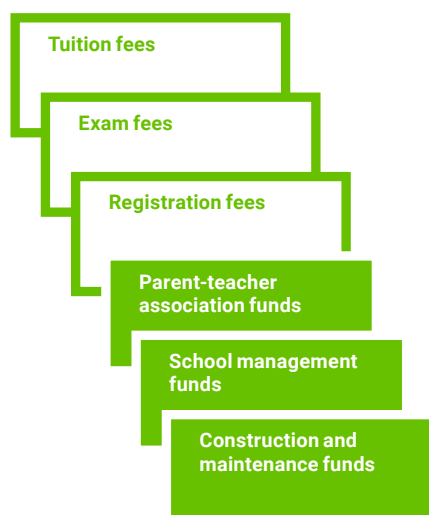 Tuition fees
Exam fees
Registration fees
Parent-teacher
association funds
School management
funds
Construction and
maintenance funds